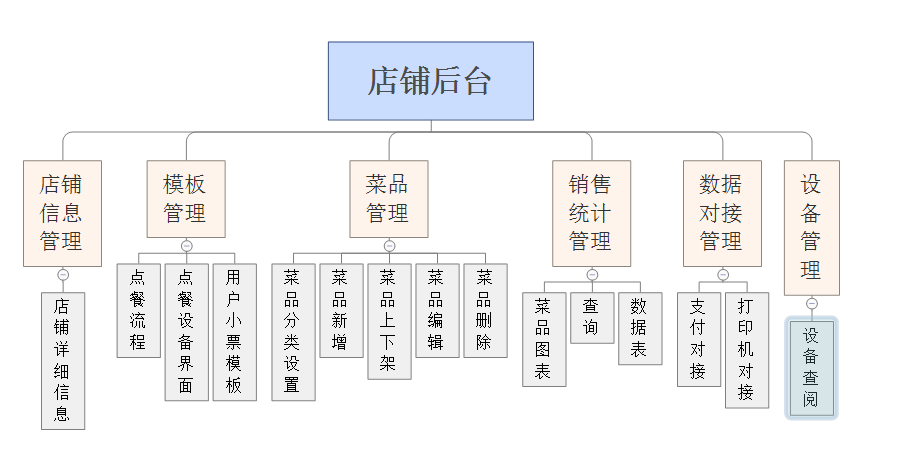 店铺后台
店铺
信息
管理
模板
管理
菜品
管理
销售
统计
管理
数据
对接
管理
设
备
管
理
店铺详细信息
点餐流程
点餐设备界面
用户小票模板
菜品分类设置
菜品新增
菜品上下架
菜品编辑
菜品删除
菜品图表
查询
数据表
支付对接
打印机对接
设备查阅